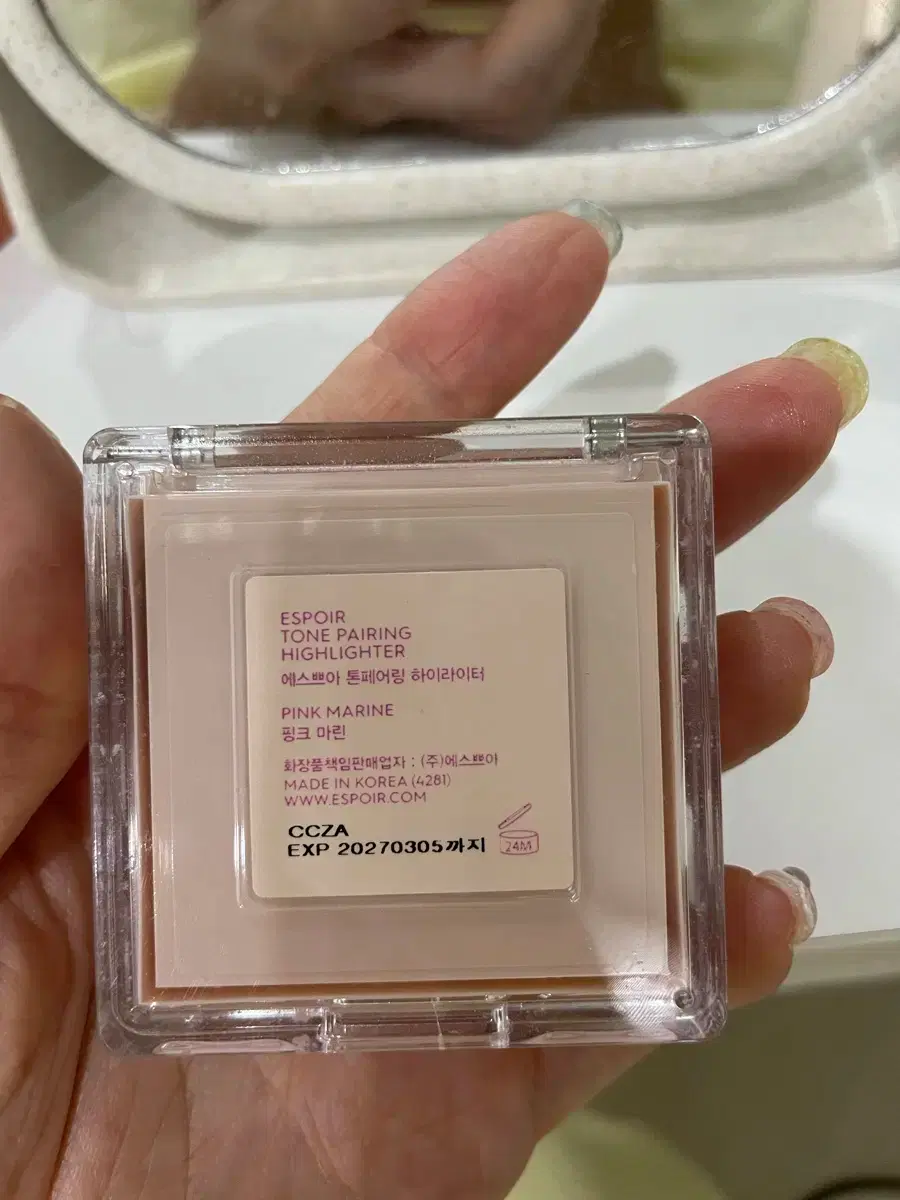 ESPOIR
TONE PAIRING
HIGHLIGHTER
에스쁘아 톤페어링 하이라이터
PINK MARINE
핑크 마린
화장품책임판매업자 : (주)에스쁘아
MADE IN KOREA (4281)
WWW.ESPOIR.COM
CCZA
EXP 20270305까지
24M